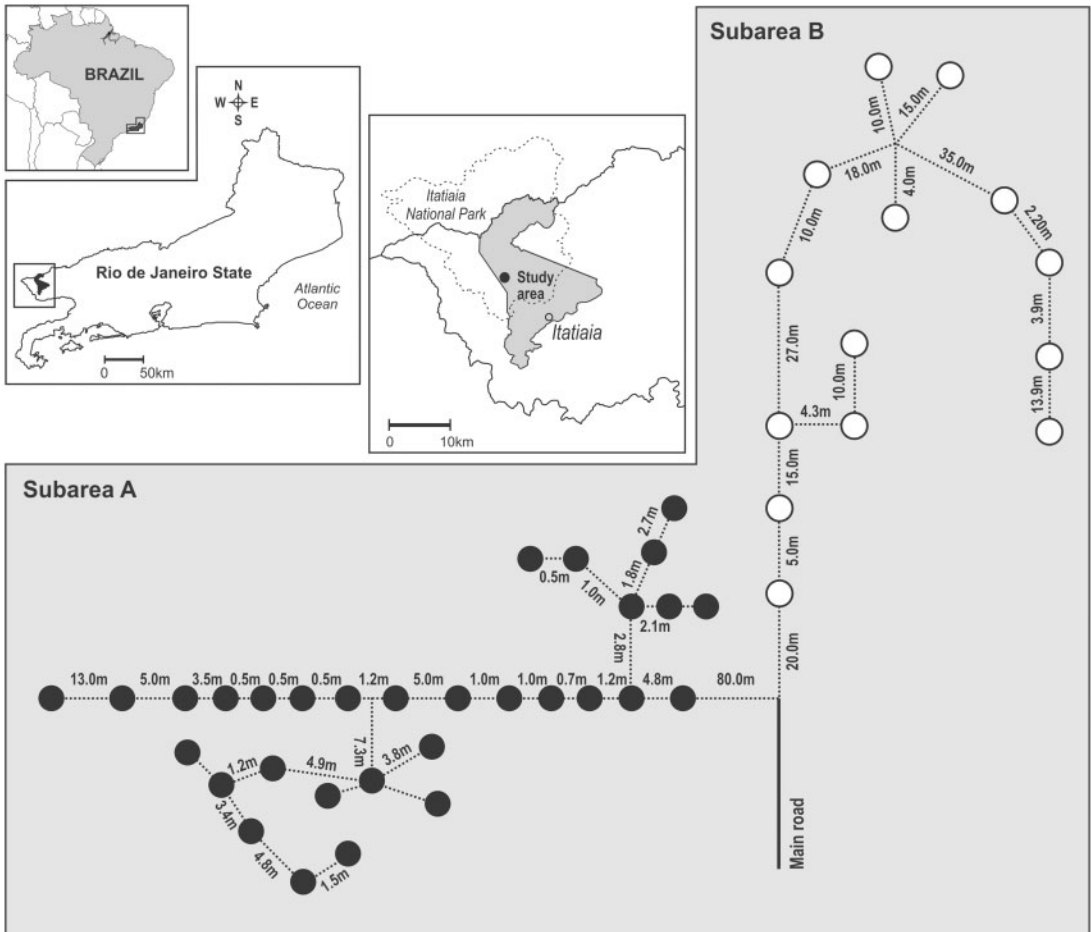 BRAZIL
N
W E
S
Rio de Janeiro State
Atlantic
Ocean
0 50km
Itatiaia
National Park
Study
area
Itatiaia
0 10km
Subarea B
10.0m
15.0m
18.0m
4.0m
35.0m
2.20m
10.0m
3.9m
27.0m
10.0m
13.9m
4.3m
15.0m
5.0m
20.0m
Subarea A
2.7m
0.5m
1.0m
1.8m
2.1m
2.8m
13.0m 5.0m 3.5m 0.5m 0.5m 0.5m 1.2m 5.0m 1.0m 1.0m 0.7m 1.2m 4.8m 80.0m
7.3m
3.8m
1.2m
4.9m
3.4m
4.8m
1.5m
Main road